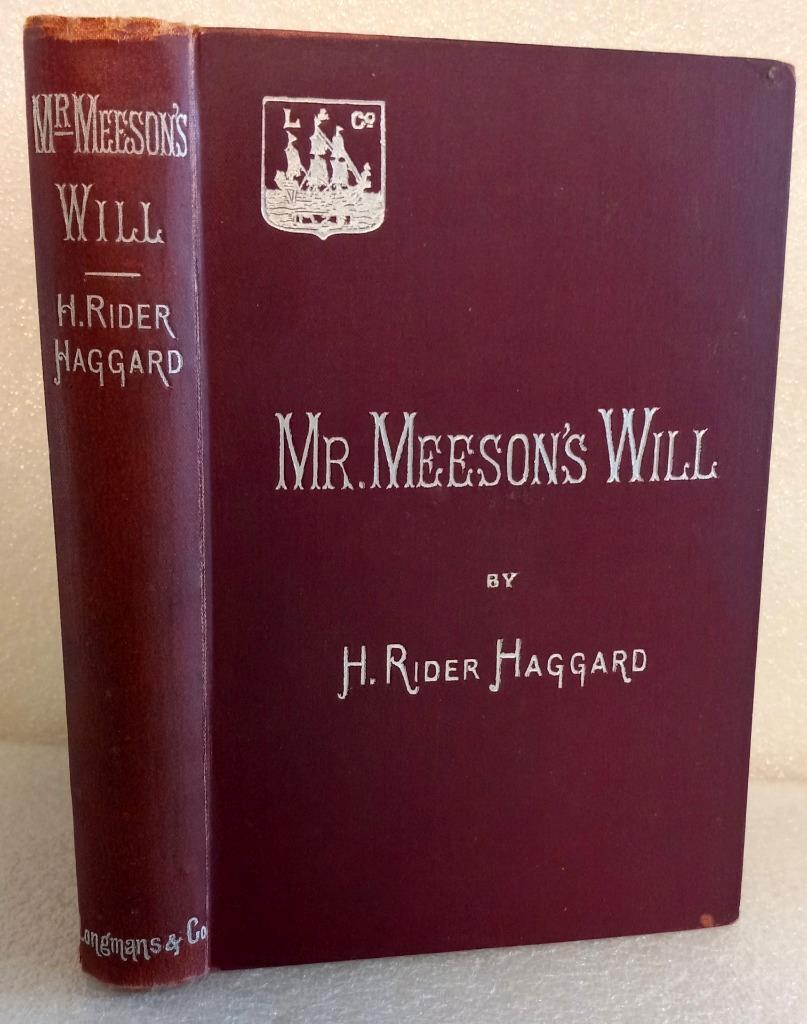 MR MEESON'S
WILL
H. RIDER
HAGGARD
Longmans & Co
L Co
MR. MEESON'S WILL
BY
H. RIDER HAGGARD